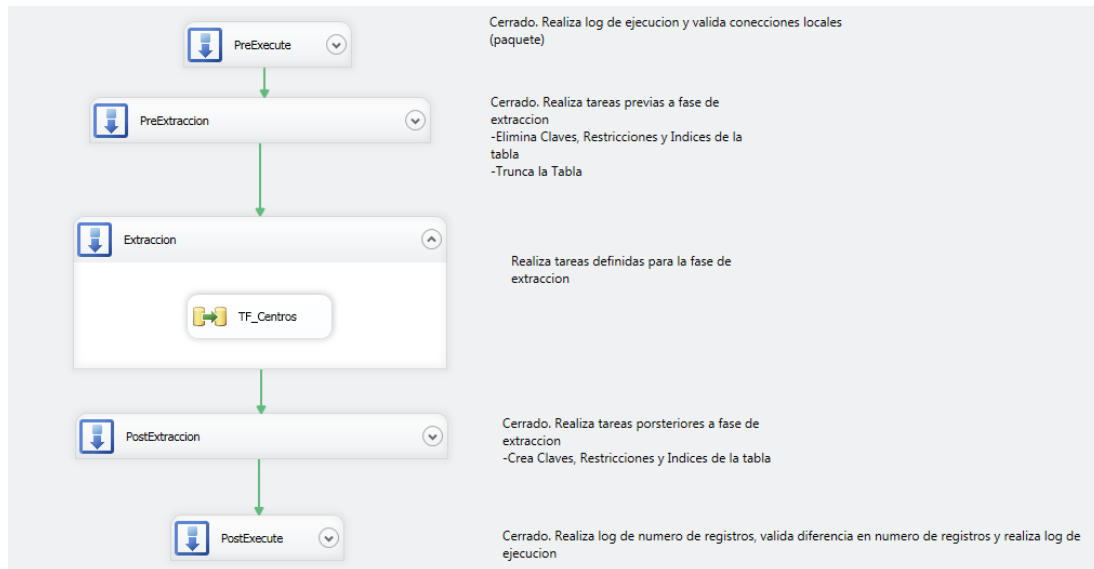 PreExecute
Cerrado. Realiza log de ejecucion y valida conecciones locales
(paquete)
PreExtraccion
Cerrado. Realiza tareas previas a fase de
extraccion
-Elimina Claves, Restricciones y Indices de la
tabla
-Trunca la Tabla
Extraccion
Realiza tareas definidas para la fase de
extraccion
TF_Centros
PostExtraccion
Cerrado. Realiza tareas porsteriores a fase de
extraccion
-Crea Claves, Restricciones y Indices de la tabla
PostExecute
Cerrado. Realiza log de numero de registros, valida diferencia en numero de registros y realiza log de
ejecucion